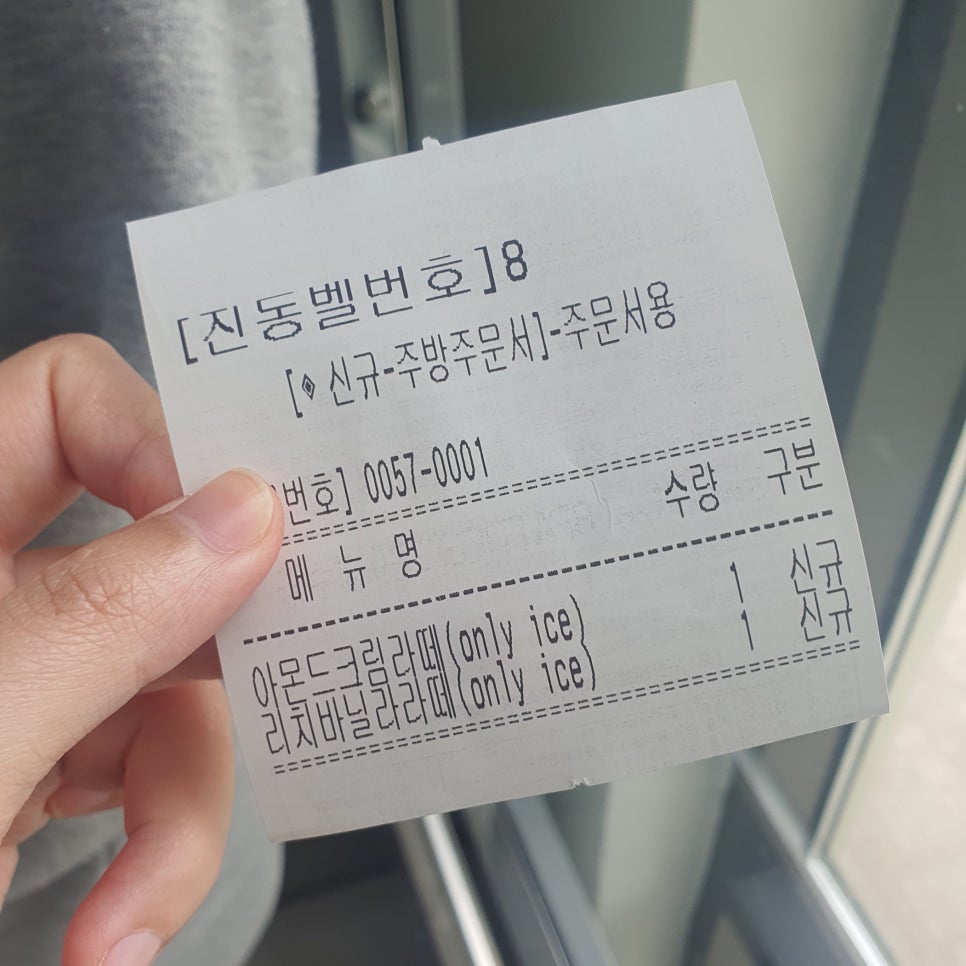 [진동벨번호]8
[◈ 신규-주방주문서]-주문서용
번호] 0057-0001
메 뉴 명 수량 구분
아몬드크림라떼(only ice) 1 신규
리치바닐라라떼(only ice) 1 신규